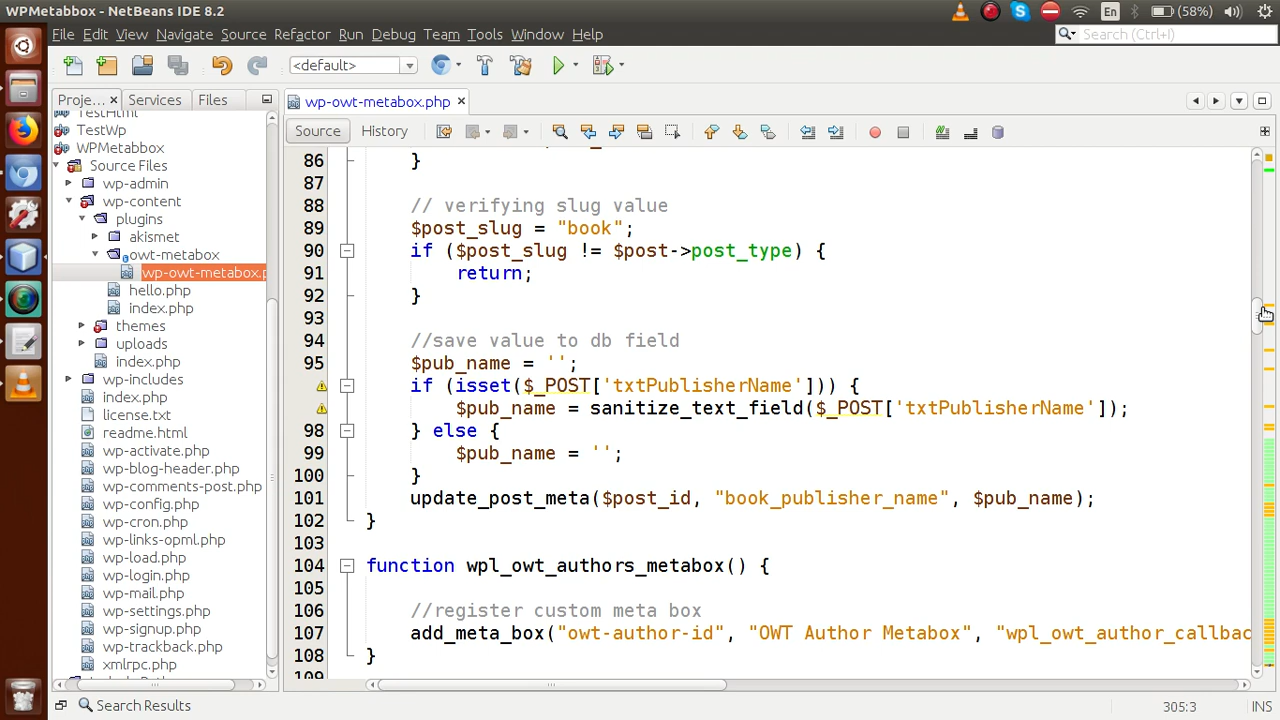 WPMetabbox - NetBeans IDE 8.2
En
(58%)
File Edit View Navigate Source Refactor Run Debug Team Tools Window Help
Search (Ctrl+I)
<default>
Proje... Services Files
wp-owt-metabox.php
Source History
TestHtml
TestWp
WPMetabbox
Source Files
wp-admin
wp-content
plugins
akismet
owt-metabox
wp-owt-metabox.p
hello.php
index.php
themes
uploads
index.php
wp-includes
index.php
license.txt
readme.html
wp-activate.php
wp-blog-header.php
wp-comments-post.php
wp-config.php
wp-cron.php
wp-links-opml.php
wp-load.php
wp-login.php
wp-mail.php
wp-settings.php
wp-signup.php
wp-trackback.php
xmlrpc.php
86 }
87
88 // verifying slug value
89 $post_slug = "book";
90 if ($post_slug != $post->post_type) {
91 return;
92 }
93
94 //save value to db field
95 $pub_name = '';
if (isset($_POST['txtPublisherName'])) {
$pub_name = sanitize_text_field($_POST['txtPublisherName']);
98 } else {
99 $pub_name = '';
100 }
101 update_post_meta($post_id, "book_publisher_name", $pub_name);
102 }
103
104 function wpl_owt_authors_metabox() {
105
106 //register custom meta box
107 add_meta_box("owt-author-id", "OWT Author Metabox", "wpl_owt_author_callbac
108 }
109
Search Results
305:3 INS